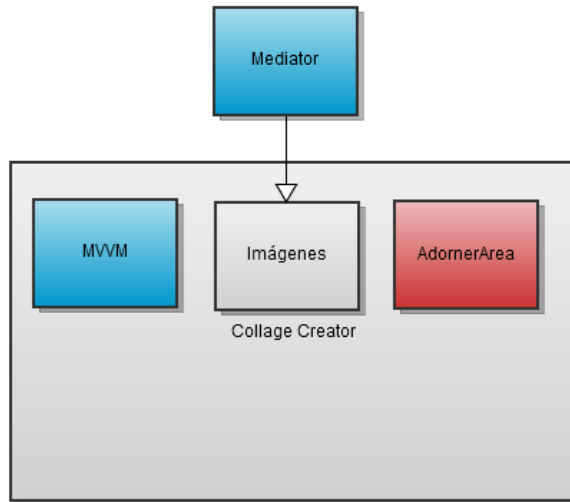 Mediator
MVVM
Imágenes
AdornerArea
Collage Creator